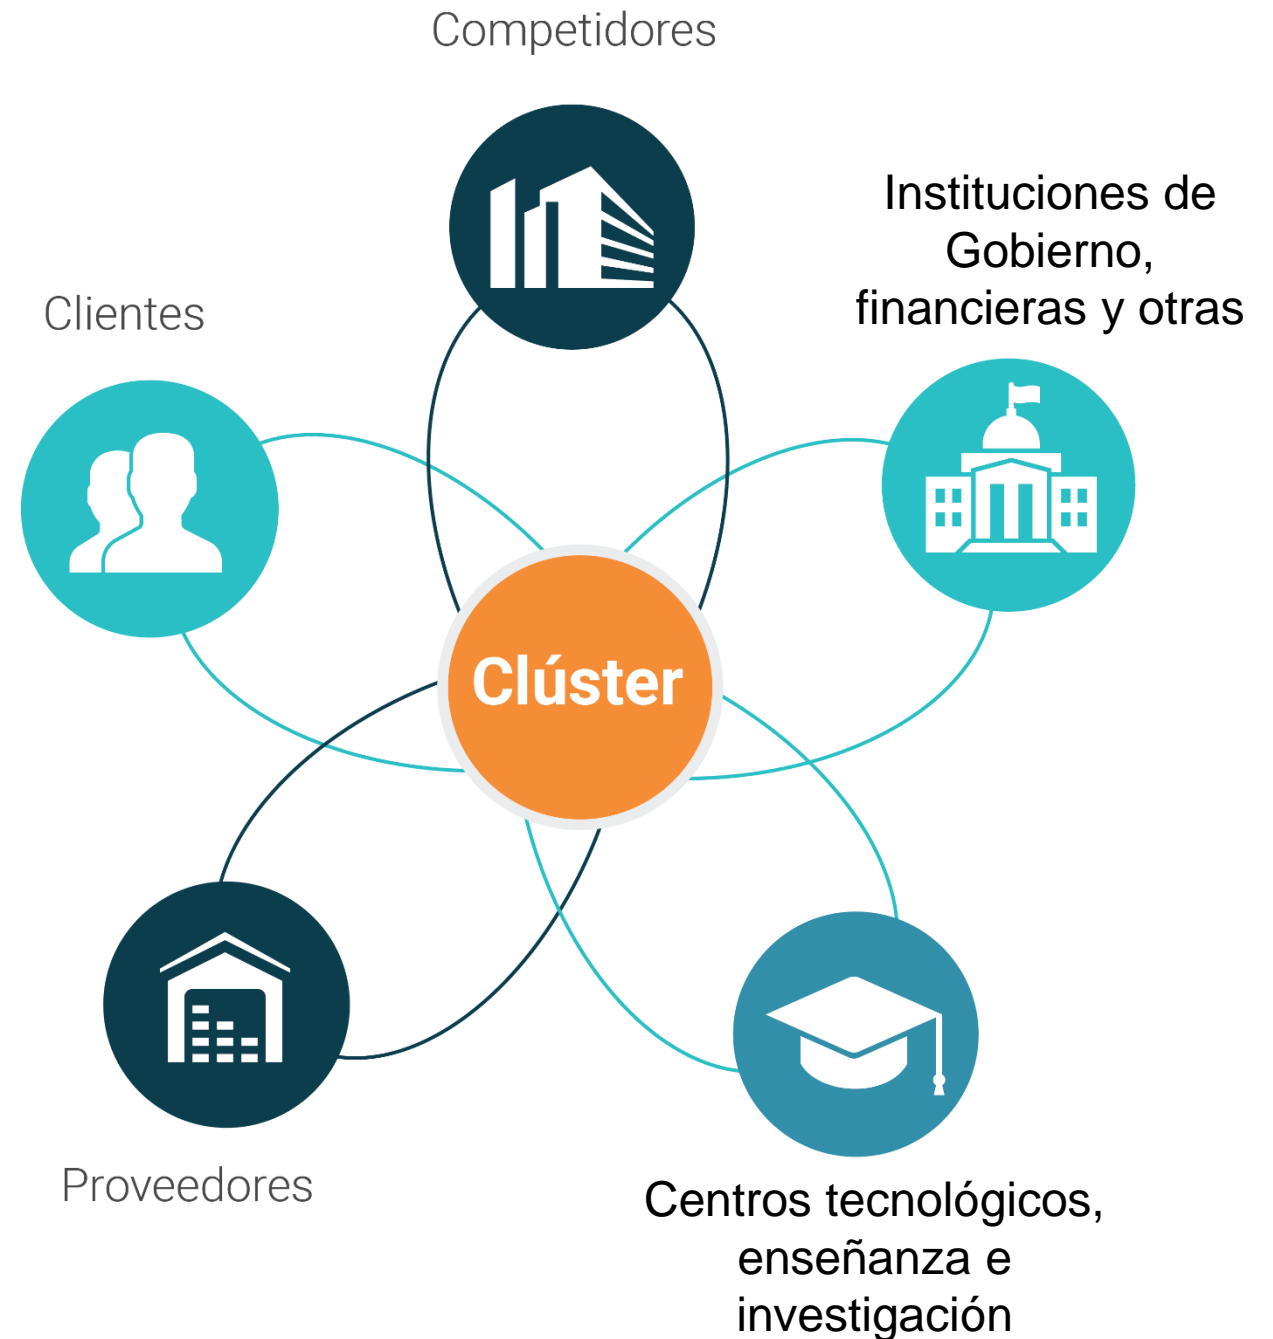 Competidores
Instituciones de
Gobierno,
financieras y otras
Clientes
Clúster
Proveedores
Centros tecnológicos,
enseñanza e
investigación